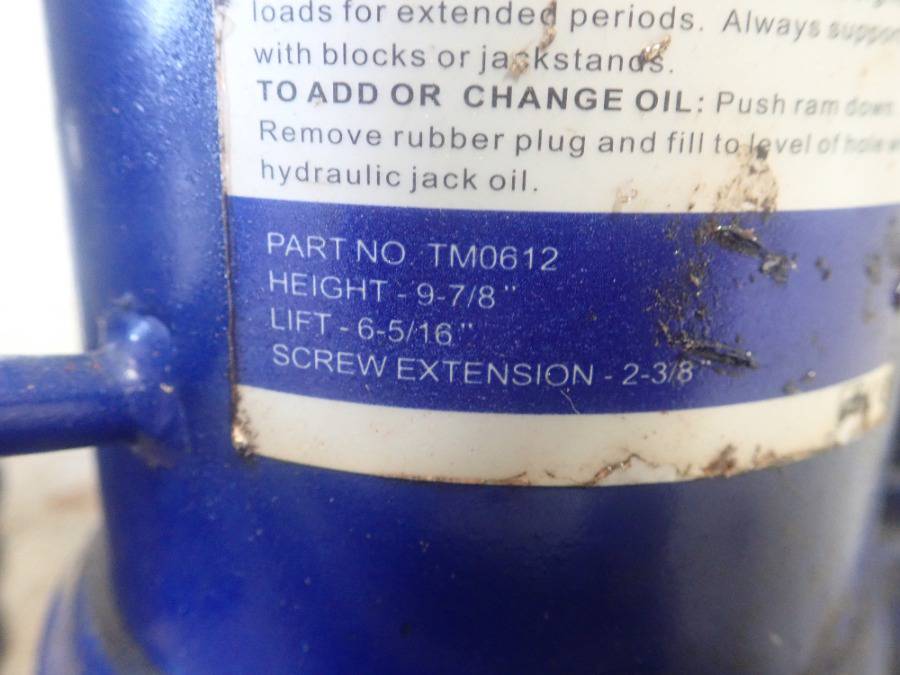 loads for extended periods. Always support
with blocks or jackstands.
TO ADD OR CHANGE OIL: Push ram down
Remove rubber plug and fill to level of hole
hydraulic jack oil.
PART NO. TM0612
HEIGHT - 9-7/8"
LIFT - 6-5/16"
SCREW EXTENSION - 2-3/8"